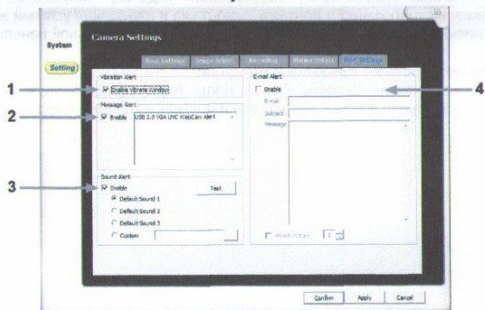 Camera Settings
System
Setting
Basic Settings Image Adjust Recording Motion Detect Alert Settings
Vibration Alert
Enable Vibrate Window
Message Alert
Enable
USB 2.0 VGA UVC WebCam Alert
Sound Alert
Enable
Test
Default Sound 1
Default Sound 2
Default Sound 3
Custom
E-mail Alert
Enable
E-mail
Subject
Message
Confirm Apply Cancel
1
2
3
4